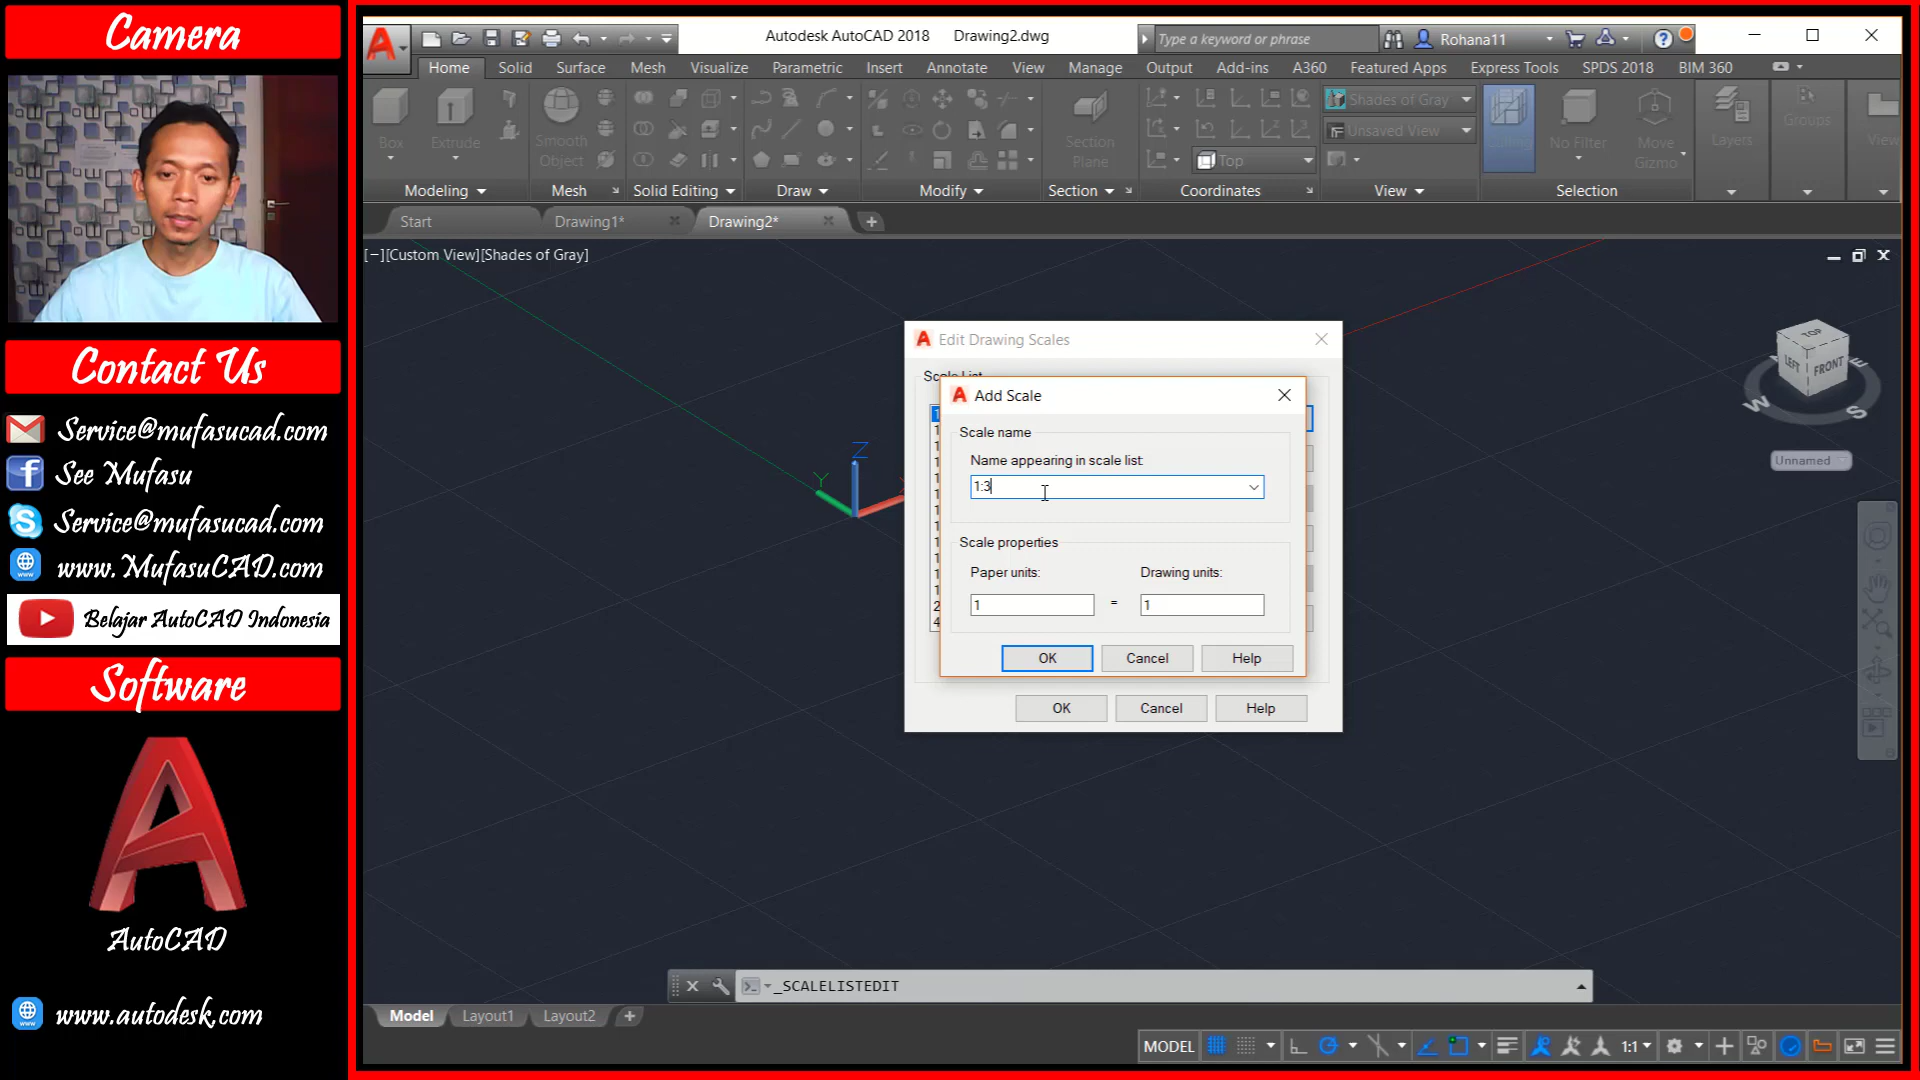 Camera
Contact Us
Service@mufasucad.com
See Mufasu
Service@mufasucad.com
www.MufasuCAD.com
Belajar AutoCAD Indonesia
Software
AutoCAD
www.autodesk.com
Autodesk AutoCAD 2018 Drawing2.dwg
Type a keyword or phrase
Rohana11
Home Solid Surface Mesh Visualize Parametric Insert Annotate View Manage Output Add-ins A360 Featured Apps Express Tools SPDS 2018 BIM 360
Box
Extrude
Smooth Object
Section Plane
Top
Shades of Gray
Unsaved View
Culling
No Filter
Move Gizmo
Layers
Groups
View
Modeling Mesh Solid Editing Draw Modify Section Coordinates View Selection
Start Drawing1* Drawing2*
[−][Custom View][Shades of Gray]
TOP
LEFT
FRONT
W
S
E
Unnamed
Z
Y
Edit Drawing Scales
Scale List
Add Scale
Scale name
Name appearing in scale list:
1:3
Scale properties
Paper units: Drawing units:
1 = 1
OK Cancel Help
OK Cancel Help
_SCALELISTEDIT
Model Layout1 Layout2
MODEL
1:1